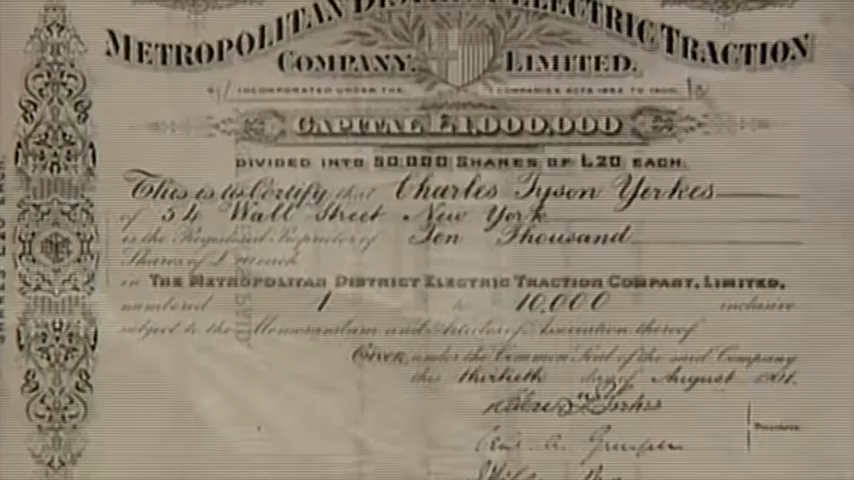 METROPOLITAN DISTRICT ELECTRIC TRACTION
COMPANY, LIMITED.
INCORPORATED UNDER THE COMPANIES ACTS 1862 TO 1900.
CAPITAL £1,000,000
DIVIDED INTO 50,000 SHARES OF £20 EACH.
This is to Certify that Charles Tyson Yerkes
of 54 Wall Street New York
is the Registered Proprietor of Ten Thousand
Shares of £ each
in THE METROPOLITAN DISTRICT ELECTRIC TRACTION COMPANY, LIMITED,
numbered 1 to 10,000 inclusive
subject to the Memorandum and Articles of Association thereof
Given under the Common Seal of the said Company
this thirtieth day of August